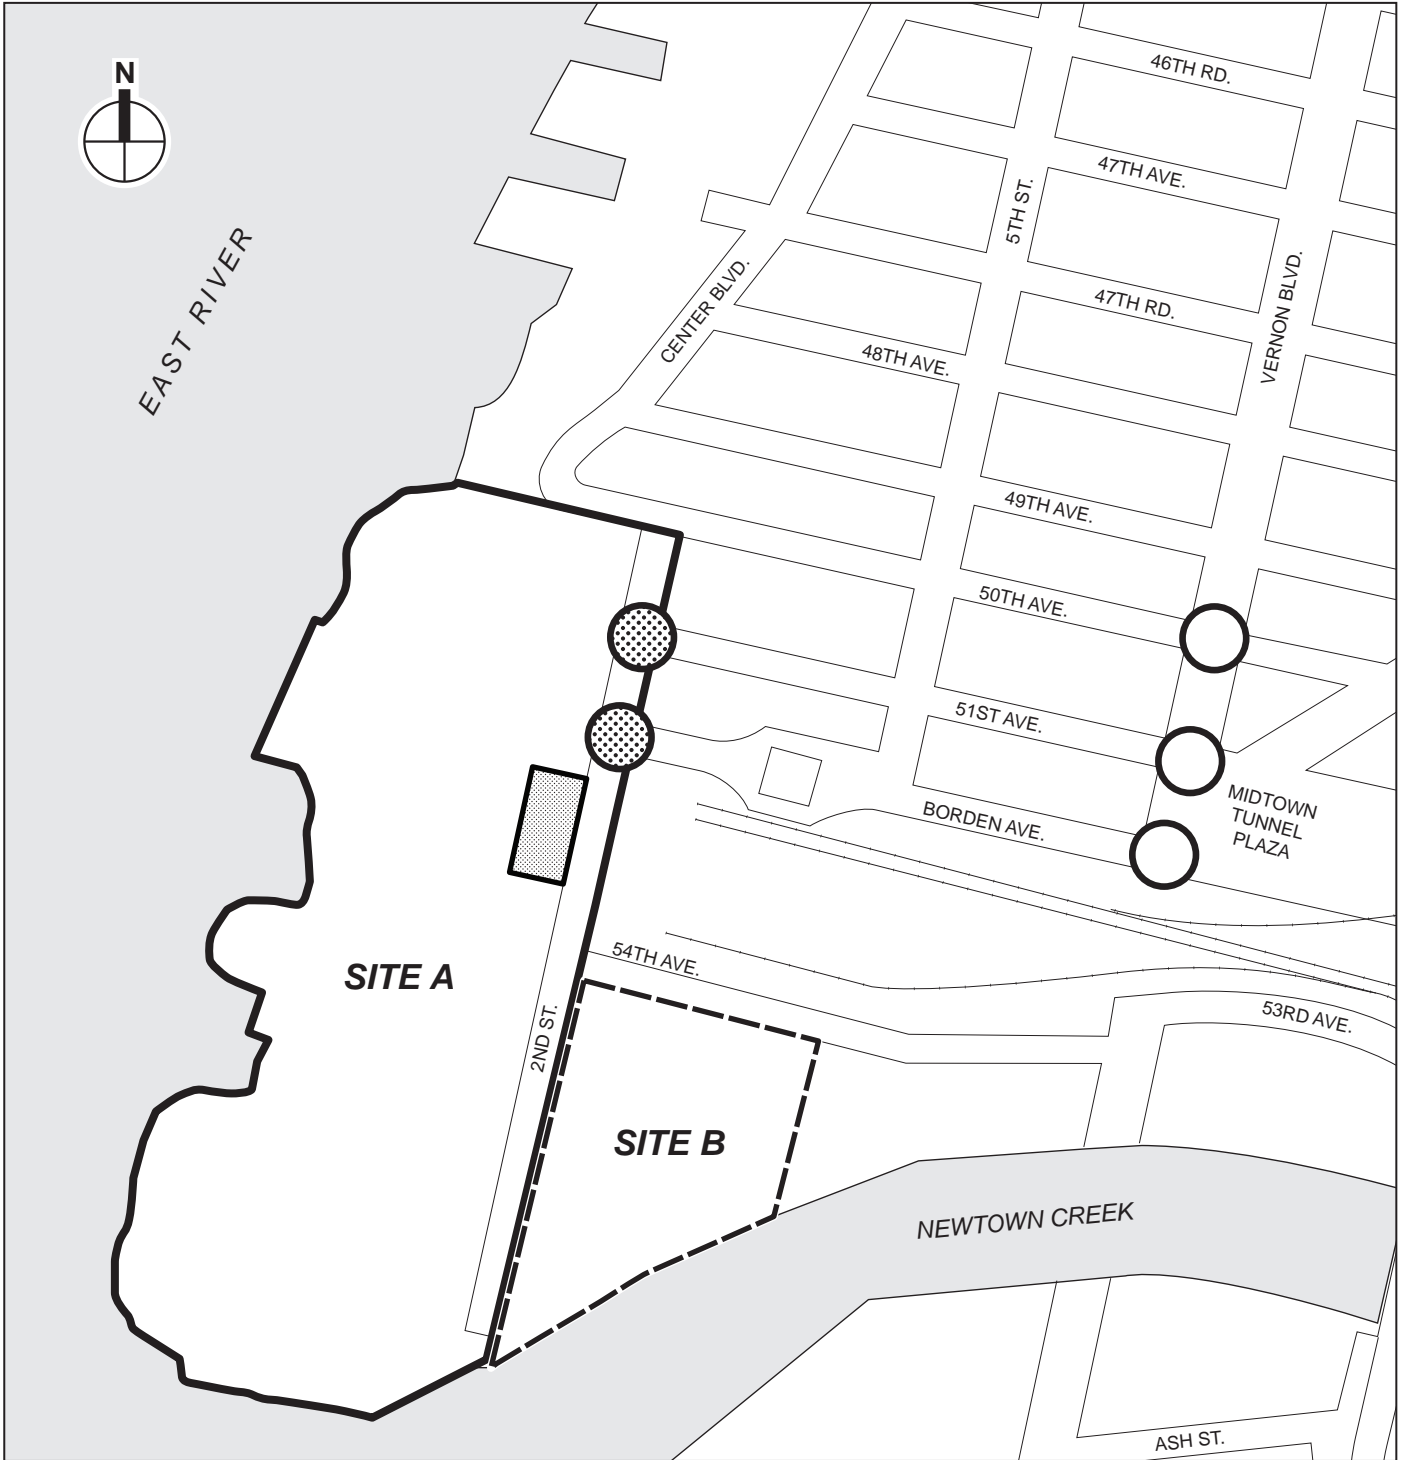 N
46TH RD.
47TH AVE.
5TH ST.
EAST RIVER
VERNON BLVD.
CENTER BLVD.
47TH RD.
48TH AVE.
49TH AVE.
50TH AVE.
51ST AVE.
MIDTOWN
TUNNEL
PLAZA
BORDEN AVE.
54TH AVE.
SITE A
2ND ST.
53RD AVE.
SITE B
NEWTOWN CREEK
ASH ST.